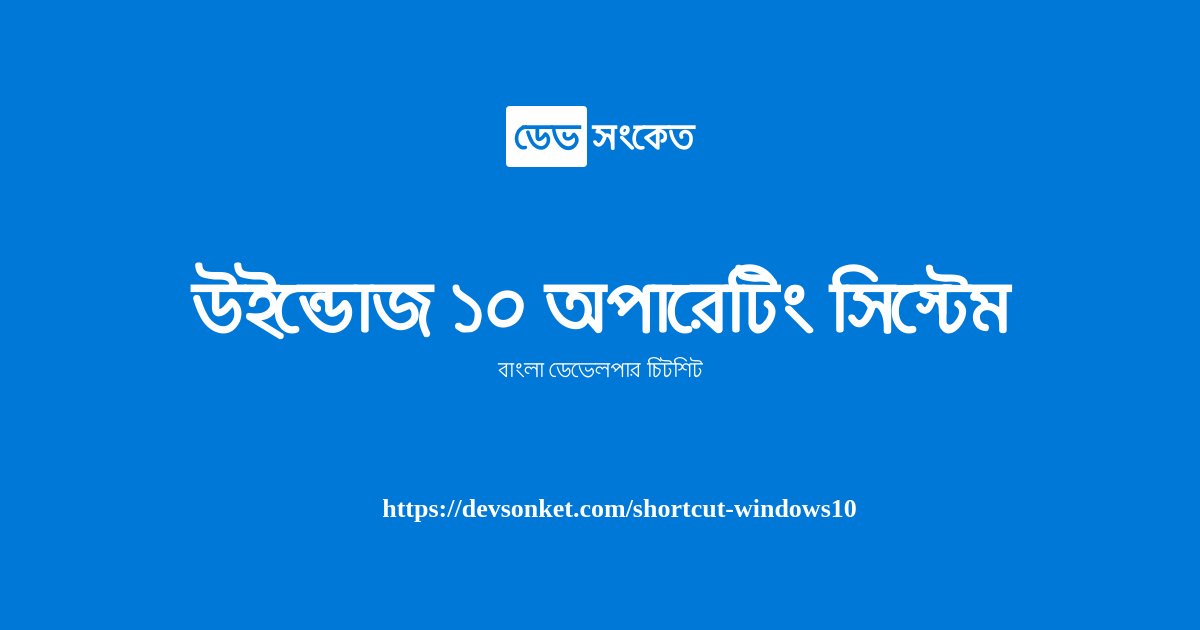 ডেভ সংকেত
উইন্ডোজ ১০ অপারেটিং সিস্টেম
বাংলা ডেভেলপার চিটশিট
https://devsonket.com/shortcut-windows10